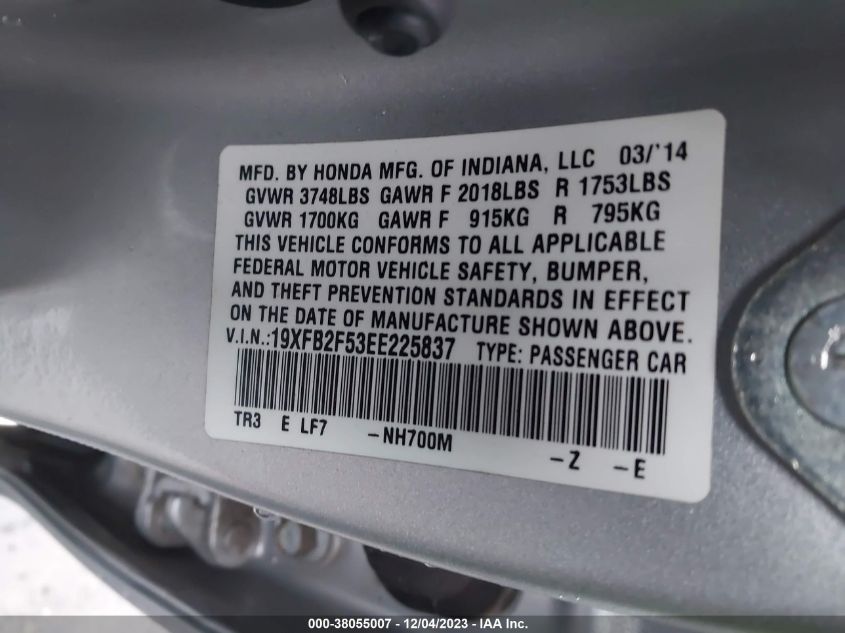 MFD. BY HONDA MFG. OF INDIANA, LLC 03/'14
GVWR 3748LBS GAWR F 2018LBS R 1753LBS
GVWR 1700KG GAWR F 915KG R 795KG
THIS VEHICLE CONFORMS TO ALL APPLICABLE
FEDERAL MOTOR VEHICLE SAFETY, BUMPER,
AND THEFT PREVENTION STANDARDS IN EFFECT
ON THE DATE OF MANUFACTURE SHOWN ABOVE.
V.I.N.:19XFB2F53EE225837 TYPE: PASSENGER CAR
TR3 E LF7 -NH700M -Z -E
000-38055007 - 12/04/2023 - IAA Inc.